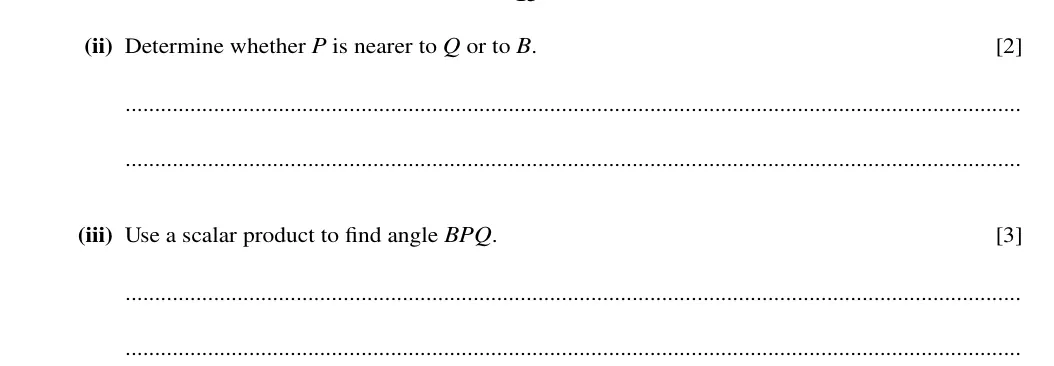 (ii) Determine whether P is nearer to Q or to B. [2]
(iii) Use a scalar product to find angle BPQ. [3]